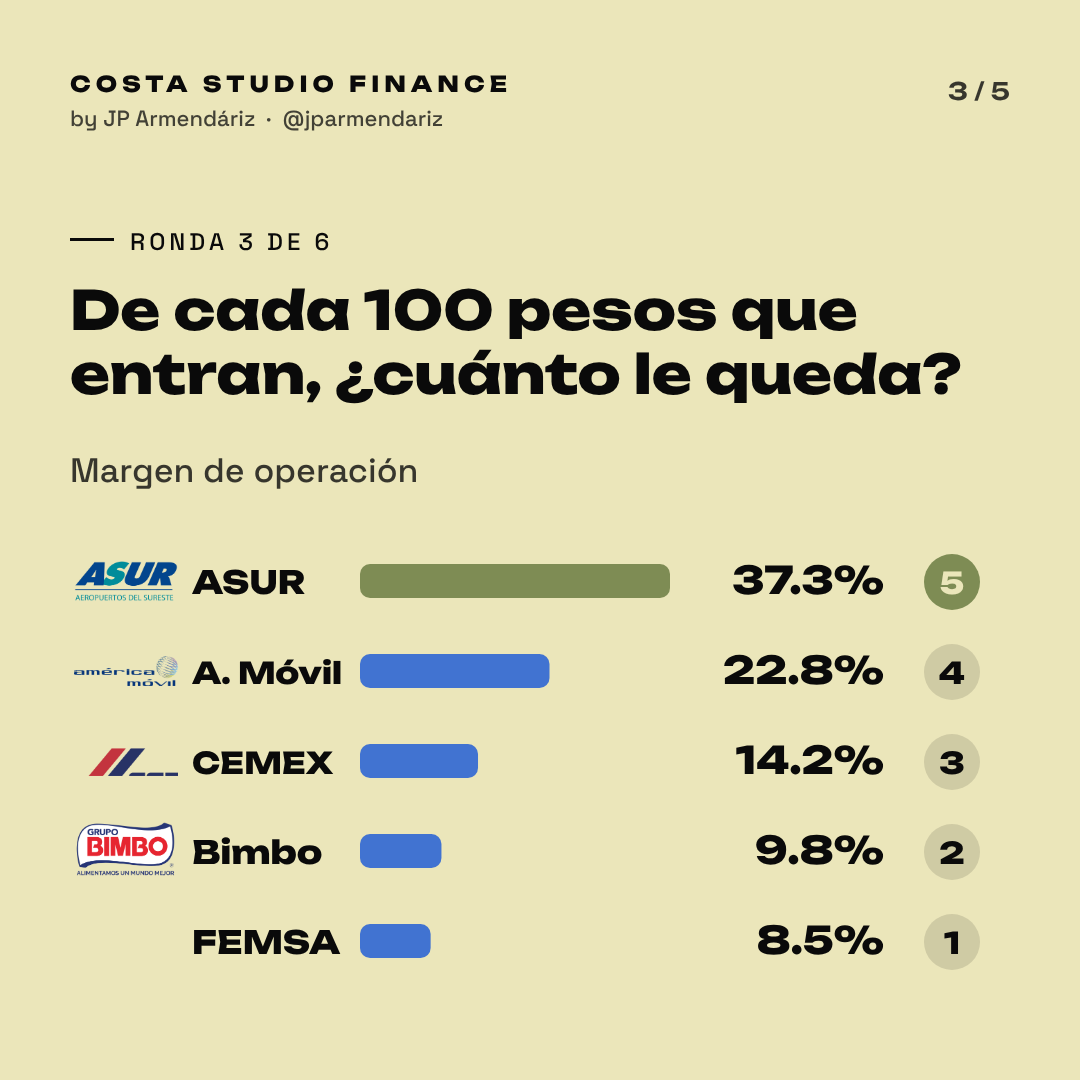 COSTA STUDIO FINANCE
3 / 5
by JP Armendáriz · @jparmendariz
RONDA 3 DE 6
De cada 100 pesos que
entran, ¿cuánto le queda?
Margen de operación
ASUR
AEROPUERTOS DEL SURESTE
ASUR 37.3% 5
américa
móvil
A. Móvil 22.8% 4
CEMEX 14.2% 3
GRUPO
BIMBO
ALIMENTAMOS UN MUNDO MEJOR
Bimbo 9.8% 2
FEMSA 8.5% 1